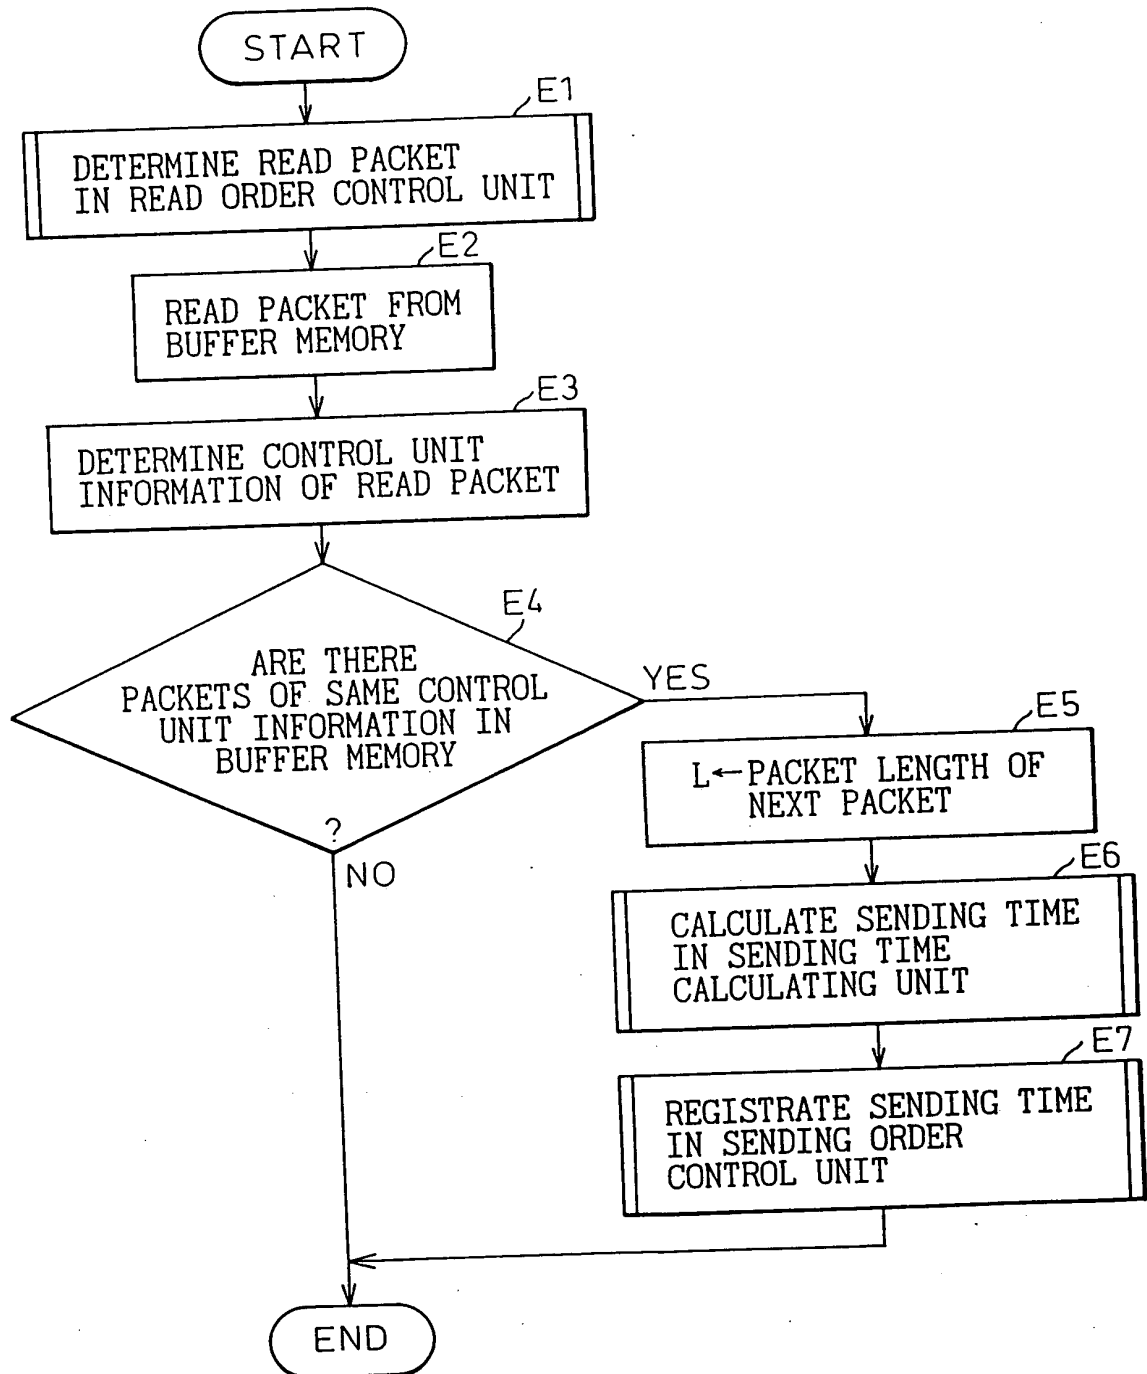 START
E1
DETERMINE READ PACKET
IN READ ORDER CONTROL UNIT
E2
READ PACKET FROM
BUFFER MEMORY
E3
DETERMINE CONTROL UNIT
INFORMATION OF READ PACKET
E4
ARE THERE
PACKETS OF SAME CONTROL
UNIT INFORMATION IN
BUFFER MEMORY
?
YES
NO
E5
L←PACKET LENGTH OF
NEXT PACKET
E6
CALCULATE SENDING TIME
IN SENDING TIME
CALCULATING UNIT
E7
REGISTRATE SENDING TIME
IN SENDING ORDER
CONTROL UNIT
END